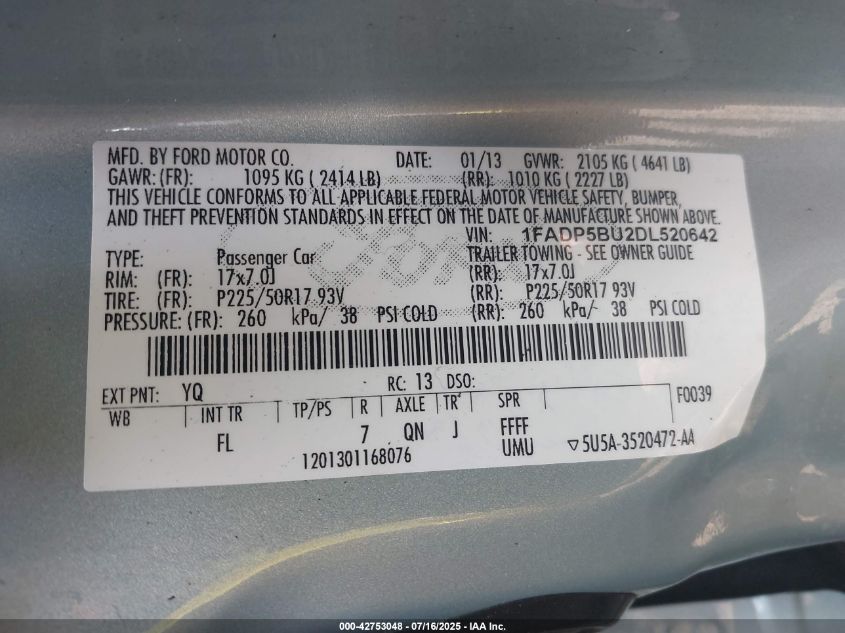 MFD. BY FORD MOTOR CO. DATE: 01/13 GVWR: 2105 KG ( 4641 LB)
GAWR: (FR): 1095 KG ( 2414 LB) (RR): 1010 KG ( 2227 LB)
THIS VEHICLE CONFORMS TO ALL APPLICABLE FEDERAL MOTOR VEHICLE SAFETY, BUMPER,
AND THEFT PREVENTION STANDARDS IN EFFECT ON THE DATE OF MANUFACTURE SHOWN ABOVE.
VIN: 1FADP5BU2DL520642
TYPE: Passenger Car TRAILER TOWING - SEE OWNER GUIDE
RIM: (FR): 17x7.0J (RR): 17x7.0J
TIRE: (FR): P225/50R17 93V (RR): P225/50R17 93V
PRESSURE: (FR): 260 kPa/ 38 PSI COLD (RR): 260 kPa/ 38 PSI COLD
EXT PNT: YQ RC: 13 DSO: F0039
WB INT TR TP/PS R AXLE TR SPR
FL 7 QN J FFFF
1201301168076 UMU ▽5U5A-3520472-AA
000-42753048 - 07/16/2025 - IAA Inc.